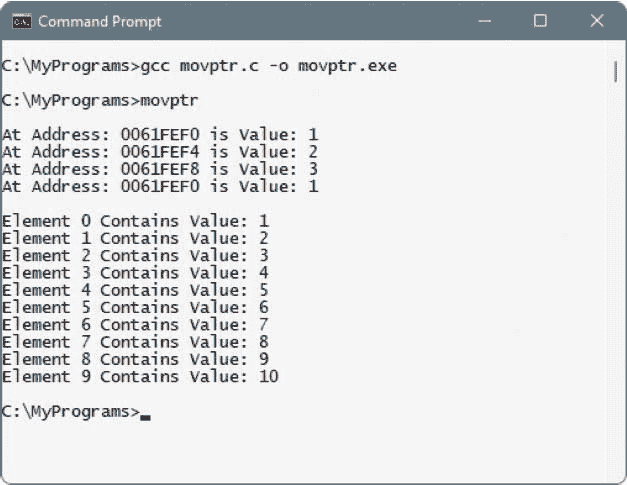 Command Prompt
C:\MyPrograms>gcc movptr.c -o movptr.exe
C:\MyPrograms>movptr
At Address: 0061FEF0 is Value: 1
At Address: 0061FEF4 is Value: 2
At Address: 0061FEF8 is Value: 3
At Address: 0061FEF0 is Value: 1
Element 0 Contains Value: 1
Element 1 Contains Value: 2
Element 2 Contains Value: 3
Element 3 Contains Value: 4
Element 4 Contains Value: 5
Element 5 Contains Value: 6
Element 6 Contains Value: 7
Element 7 Contains Value: 8
Element 8 Contains Value: 9
Element 9 Contains Value: 10
C:\MyPrograms>